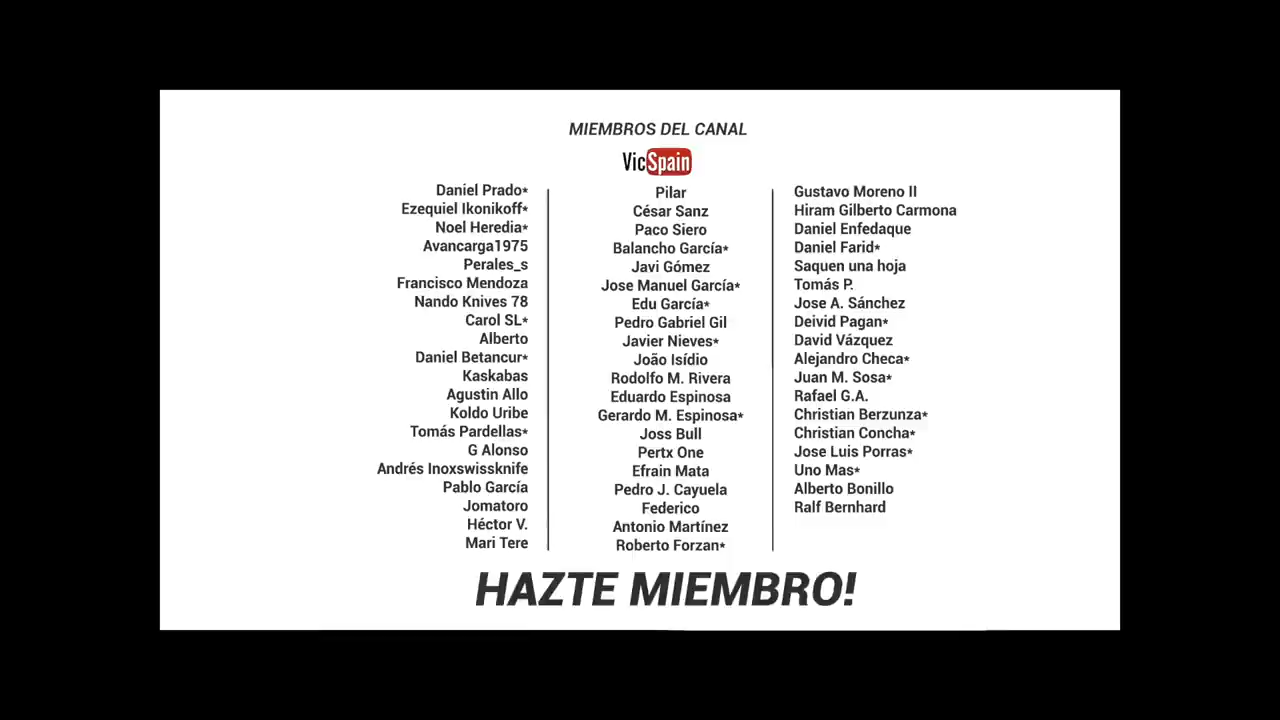 MIEMBROS DEL CANAL
VicSpain
Daniel Prado*
Ezequiel Ikonikoff*
Noel Heredia*
Avancarga1975
Perales_s
Francisco Mendoza
Nando Knives 78
Carol SL*
Alberto
Daniel Betancur*
Kaskabas
Agustin Allo
Koldo Uribe
Tomás Pardellas*
G Alonso
Andrés Inoxswissknife
Pablo García
Jomatoro
Héctor V.
Mari Tere
Pilar
César Sanz
Paco Siero
Balancho García*
Javi Gómez
Jose Manuel García*
Edu García*
Pedro Gabriel Gil
Javier Nieves*
João Isídio
Rodolfo M. Rivera
Eduardo Espinosa
Gerardo M. Espinosa*
Joss Bull
Pertx One
Efrain Mata
Pedro J. Cayuela
Federico
Antonio Martínez
Roberto Forzan*
Gustavo Moreno II
Hiram Gilberto Carmona
Daniel Enfedaque
Daniel Farid*
Saquen una hoja
Tomás P.
Jose A. Sánchez
Deivid Pagan*
David Vázquez
Alejandro Checa*
Juan M. Sosa*
Rafael G.A.
Christian Berzunza*
Christian Concha*
Jose Luis Porras*
Uno Mas*
Alberto Bonillo
Ralf Bernhard
HAZTE MIEMBRO!